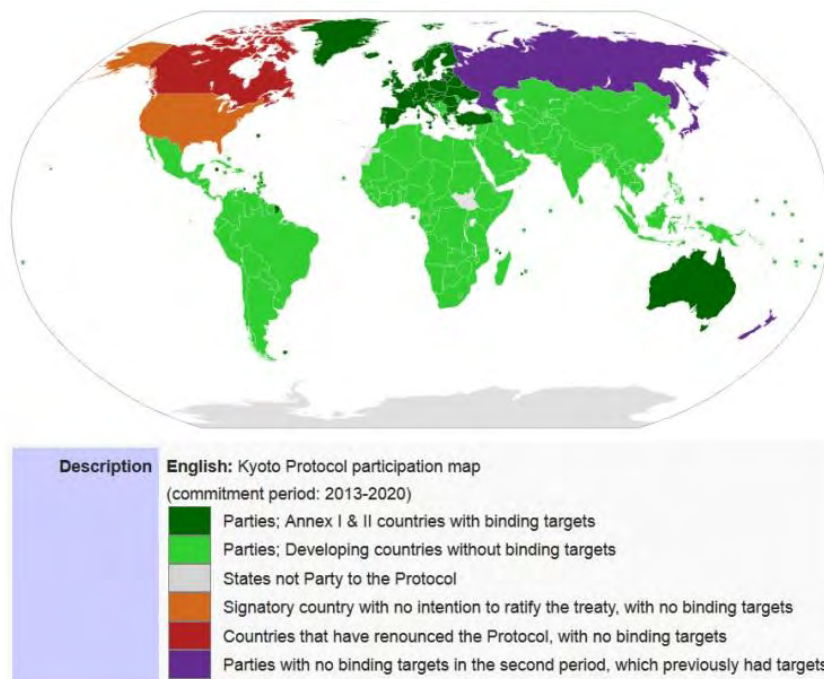 Description English: Kyoto Protocol participation map
(commitment period: 2013-2020)
Parties; Annex I & II countries with binding targets
Parties; Developing countries without binding targets
States not Party to the Protocol
Signatory country with no intention to ratify the treaty, with no binding targets
Countries that have renounced the Protocol, with no binding targets
Parties with no binding targets in the second period, which previously had targets